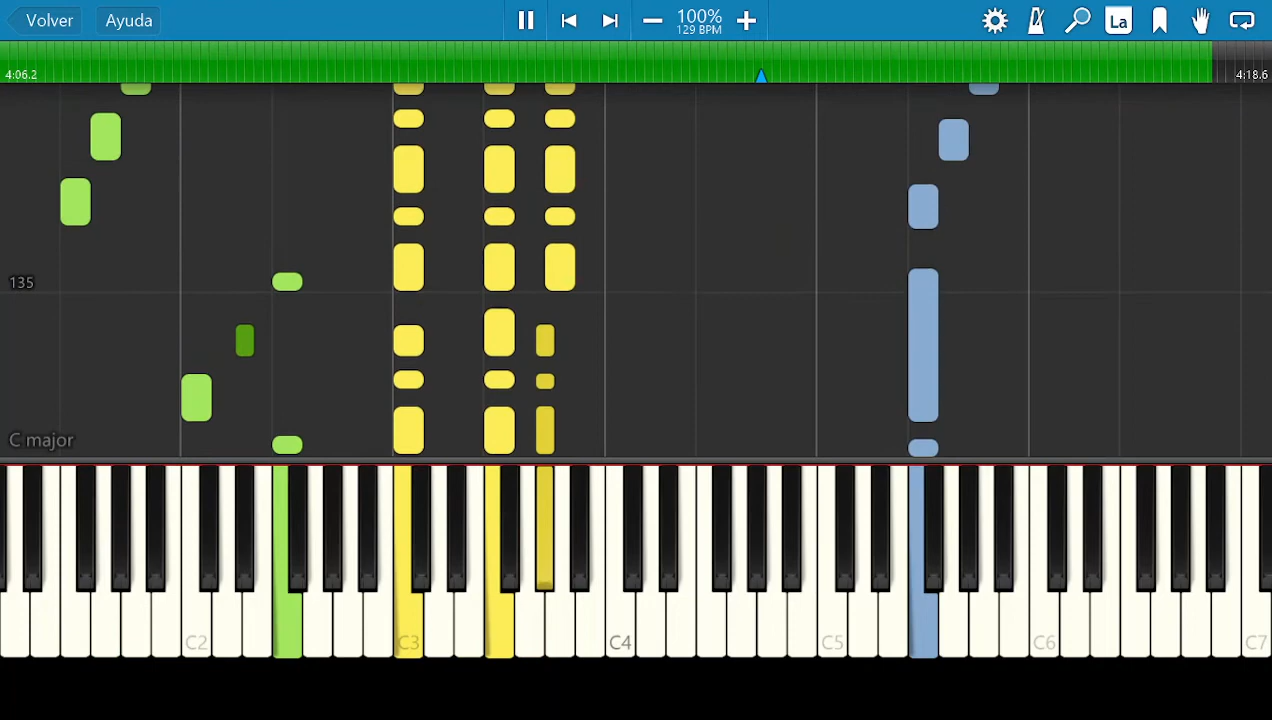 Volver
Ayuda
100%
129 BPM
La
4:06.2
4:18.6
135
C major
C2
C3
C4
C5
C6
C7